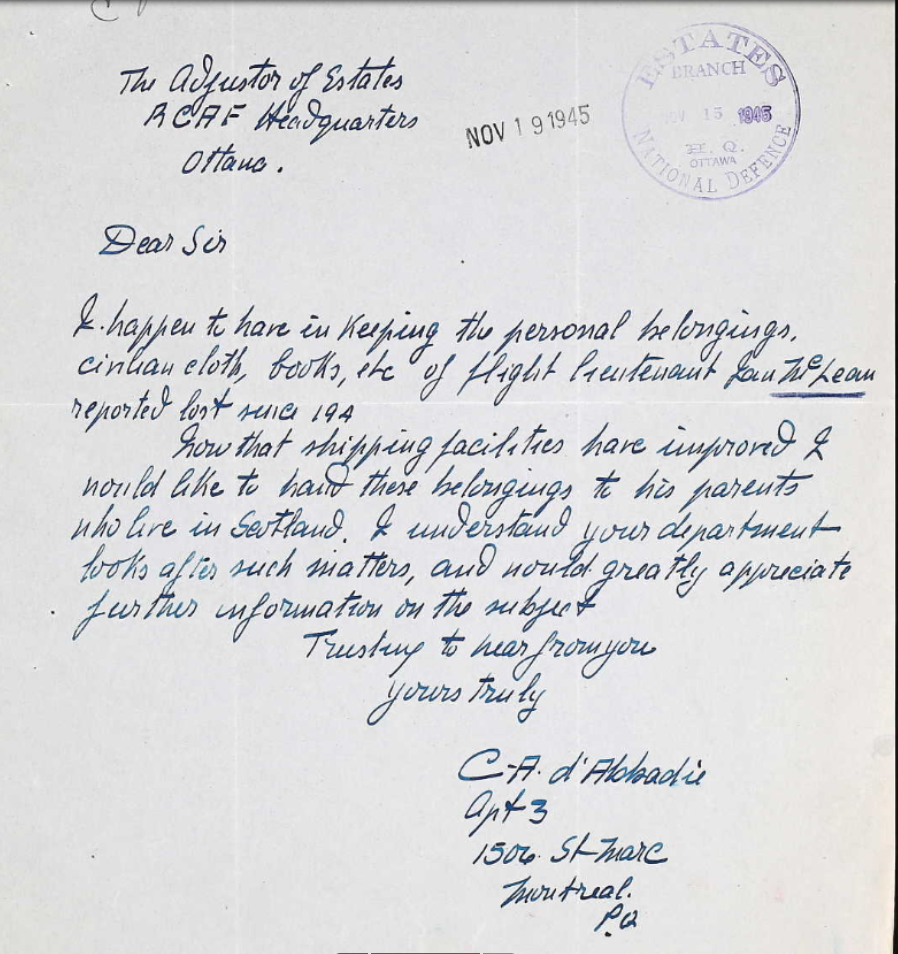 The Adjustor of Estates
RCAF Headquarters
Ottawa.
NOV 19 1945
ESTATES
BRANCH
NOV 15 1945
H. Q.
OTTAWA
NATIONAL DEFENCE
Dear Sir
I happen to have in keeping the personal belongings,
civilian cloth, books, etc of flight lieutenant Ian McLean
reported lost since 194
Now that shipping facilities have improved I
would like to hand these belongings to his parents
who live in Scotland. I understand your department
looks after such matters, and would greatly appreciate
further information on the subject
Trusting to hear from you
yours truly
C-A. d'Abbadie
Apt 3
1506 St-Marc
Montreal.
P.Q